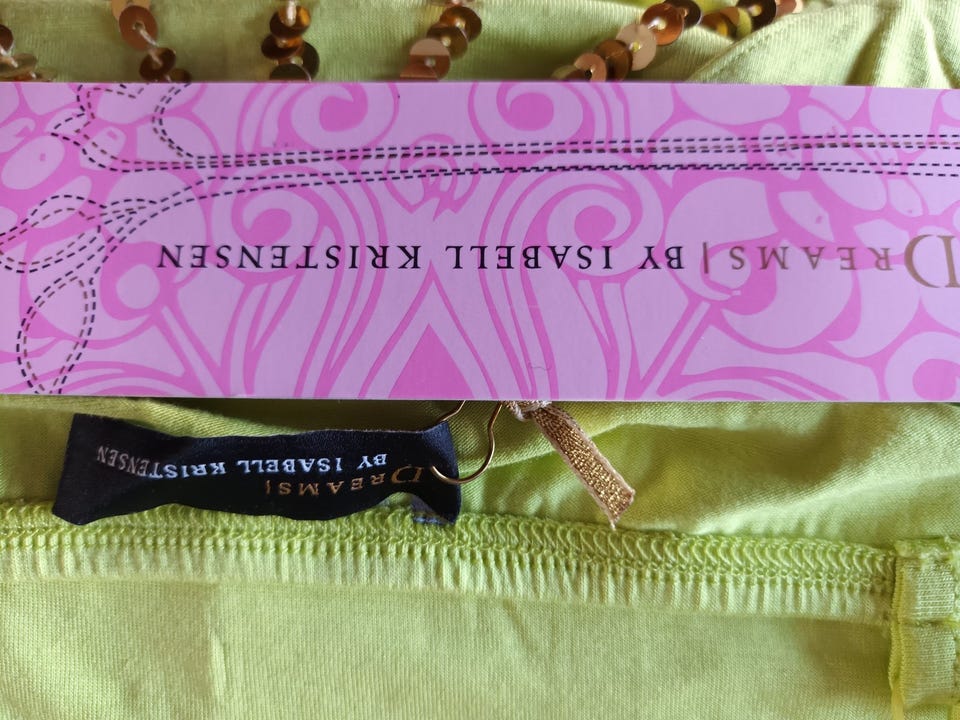 DREAMS| BY ISABELL KRISTENSEN
DREAMS|
BY ISABELL KRISTENSEN